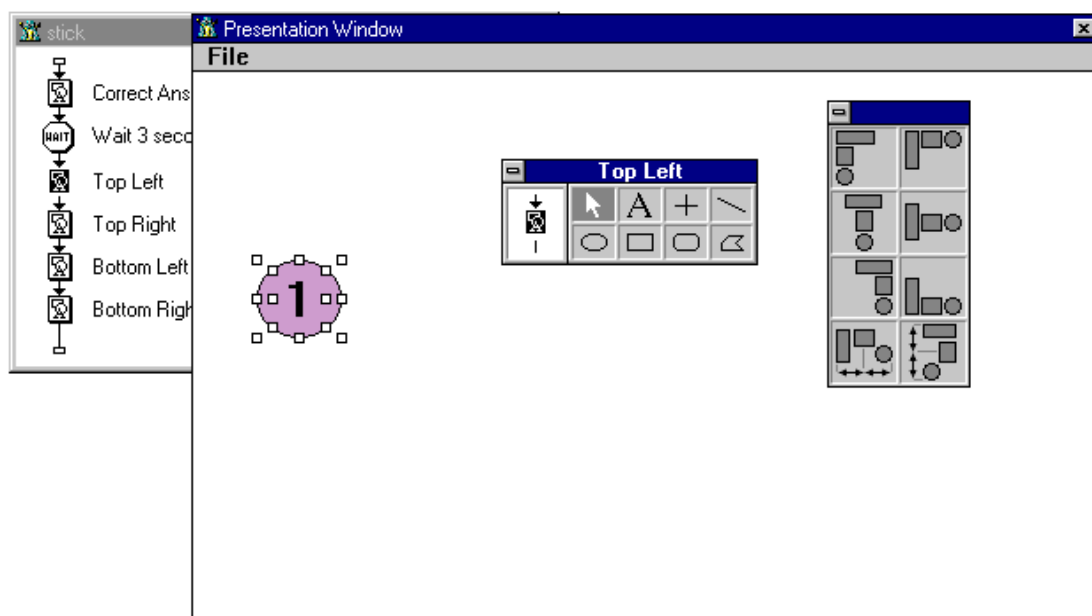 stick
Correct Ans
WAIT
Wait 3 seco
Top Left
Top Right
Bottom Left
Bottom Righ
Presentation Window
File
Top Left
A
1